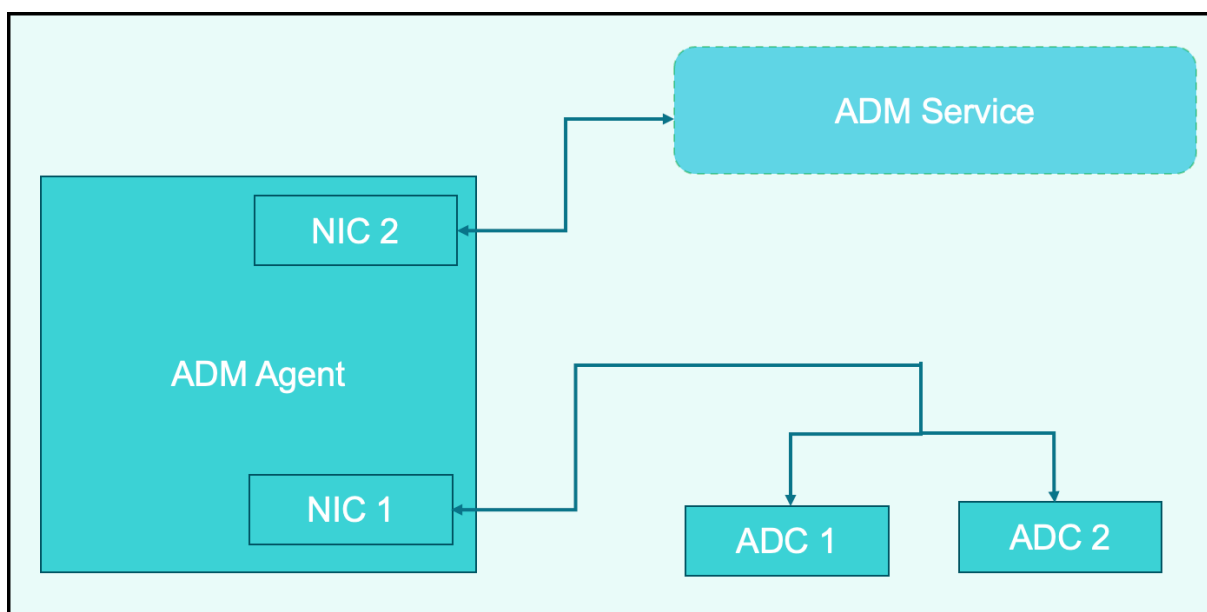 ADM Service
NIC 2
ADM Agent
NIC 1
ADC 1
ADC 2